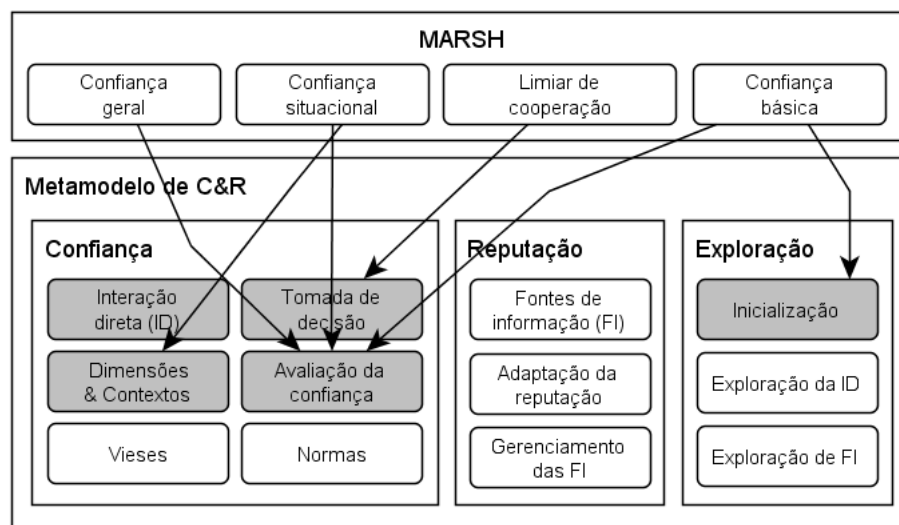 MARSH
Confiança
geral
Confiança
situacional
Limiar de
cooperação
Confiança
básica
Metamodelo de C&R
Confiança
Interação
direta (ID)
Tomada de
decisão
Dimensões
& Contextos
Avaliação da
confiança
Vieses
Normas
Reputação
Fontes de
informação (FI)
Adaptação da
reputação
Gerenciamento
das FI
Exploração
Inicialização
Exploração da ID
Exploração de FI